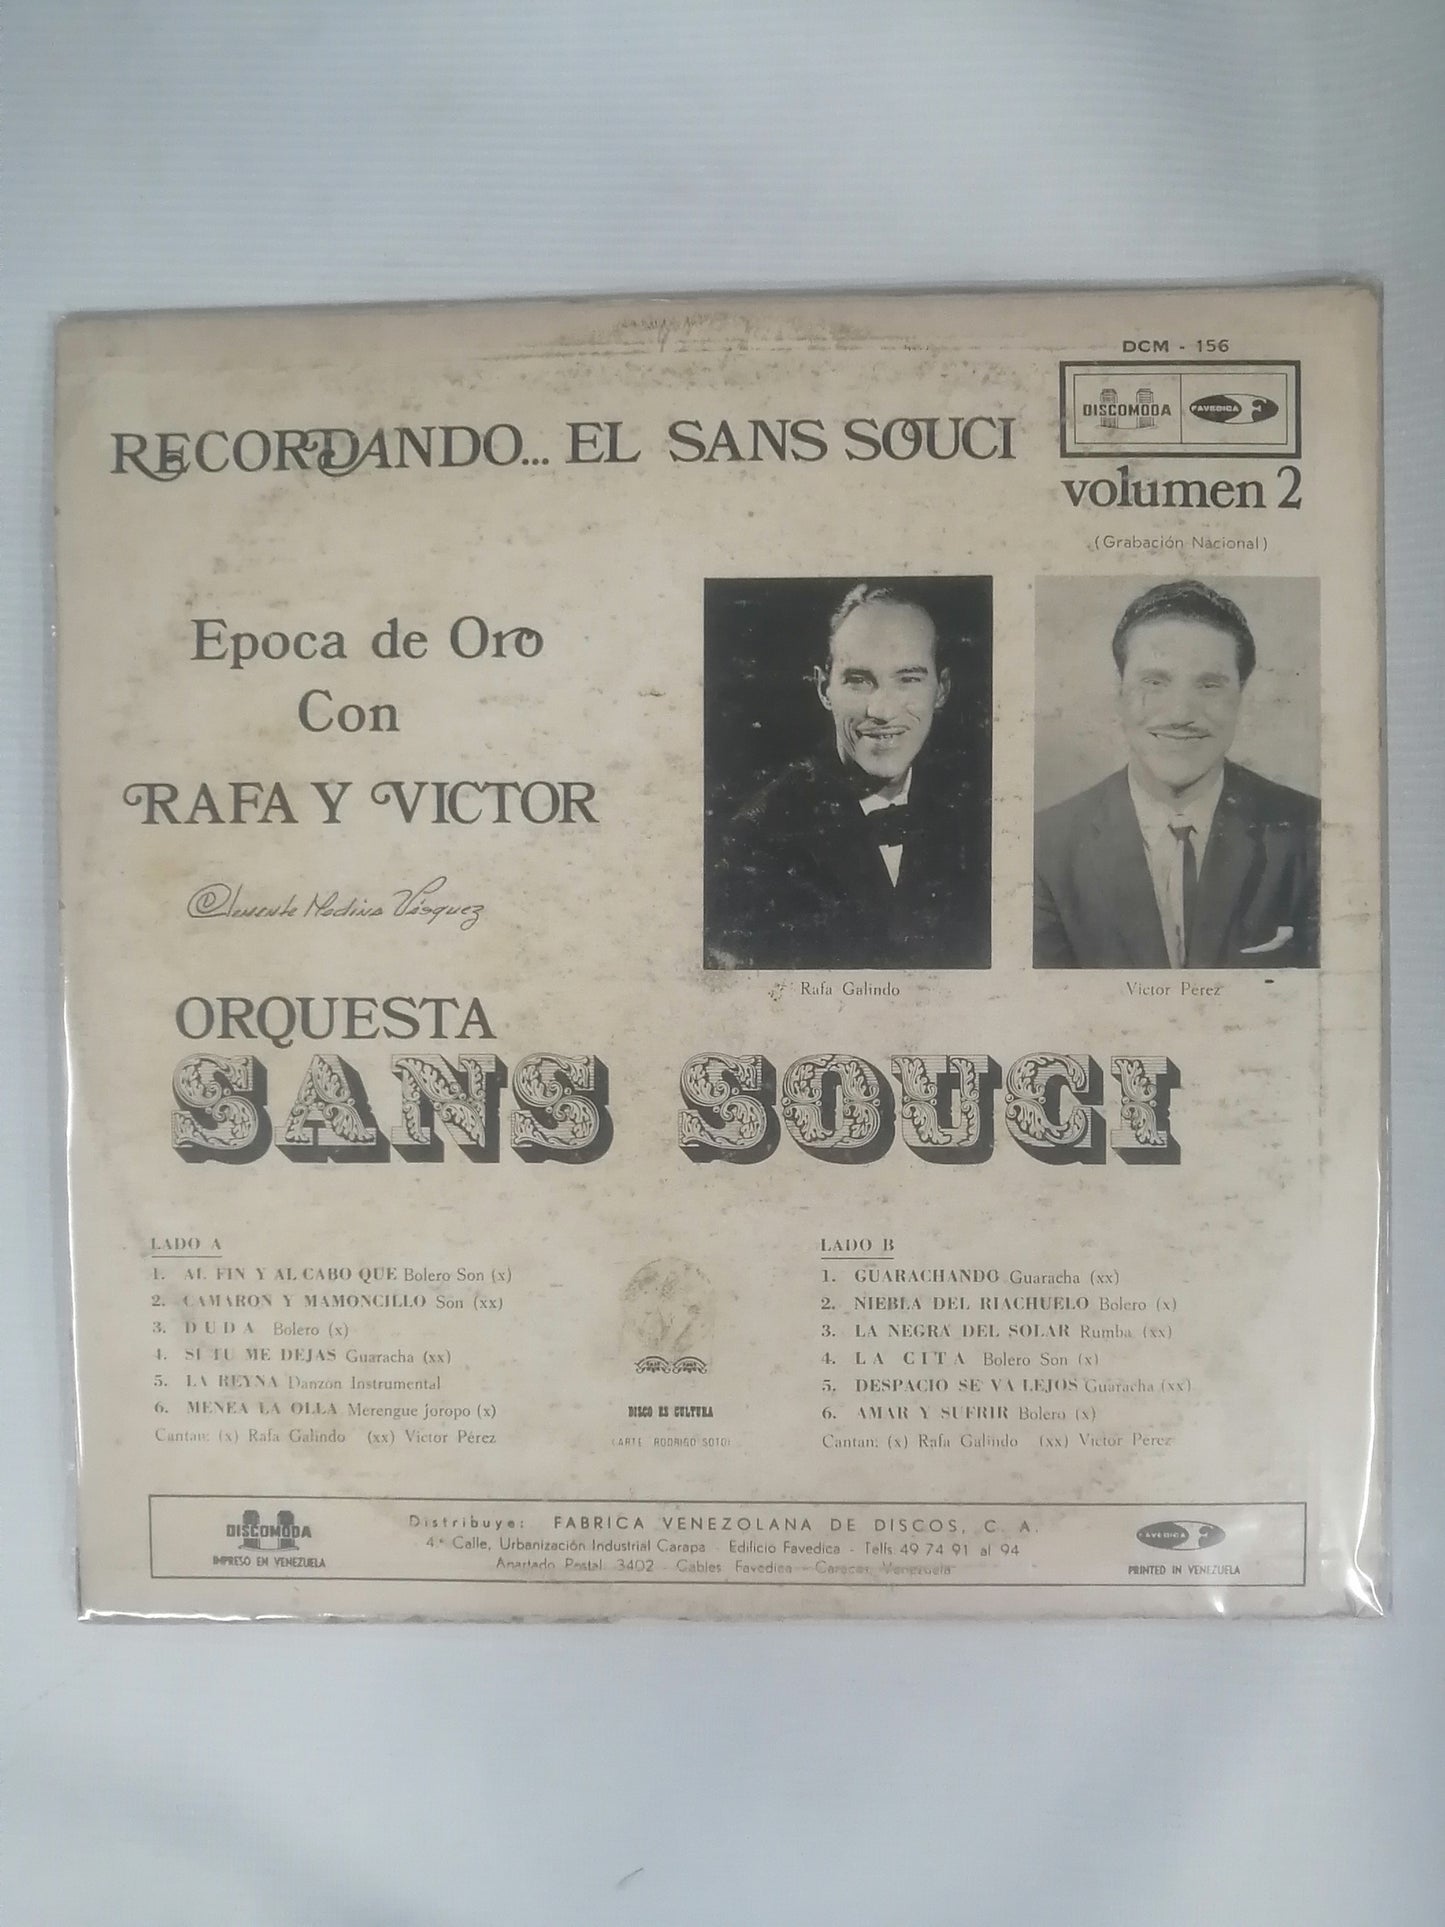 DCM - 156
DISCOMODA
FAVEDICA
RECORDANDO... EL SANS SOUCI
volumen 2
(Grabación Nacional)
Epoca de Oro
Con
RAFA Y VICTOR
Clemente Medina Vásquez
Rafa Galindo
Victor Perez
ORQUESTA
SANS SOUCI
LADO A
1. AL FIN Y AL CABO QUE Bolero Son (x)
2. CAMARON Y MAMONCILLO Son (xx)
3. DUDA Bolero (x)
4. SI TU ME DEJAS Guaracha (xx)
5. LA REYNA Danzón Instrumental
6. MENEA LA OLLA Merengue joropo (x)
Cantan: (x) Rafa Galindo (xx) Victor Pérez
DISCO ES CULTURA
(ARTE RODRIGO SOTO)
LADO B
1. GUARACHANDO Guaracha (xx)
2. NIEBLA DEL RIACHUELO Bolero (x)
3. LA NEGRA DEL SOLAR Rumba (xx)
4. LA CITA Bolero Son (x)
5. DESPACIO SE VA LEJOS Guaracha (xx)
6. AMAR Y SUFRIR Bolero (x)
Cantan: (x) Rafa Galindo (xx) Victor Pérez
DISCOMODA
IMPRESO EN VENEZUELA
Distribuye: FABRICA VENEZOLANA DE DISCOS, C. A.
4.ª Calle, Urbanización Industrial Carapa - Edificio Favedica - Telfs. 49 74 91 al 94
Apartado Postal 3402 - Cables Favedica - Caracas, Venezuela
FAVEDICA
PRINTED IN VENEZUELA